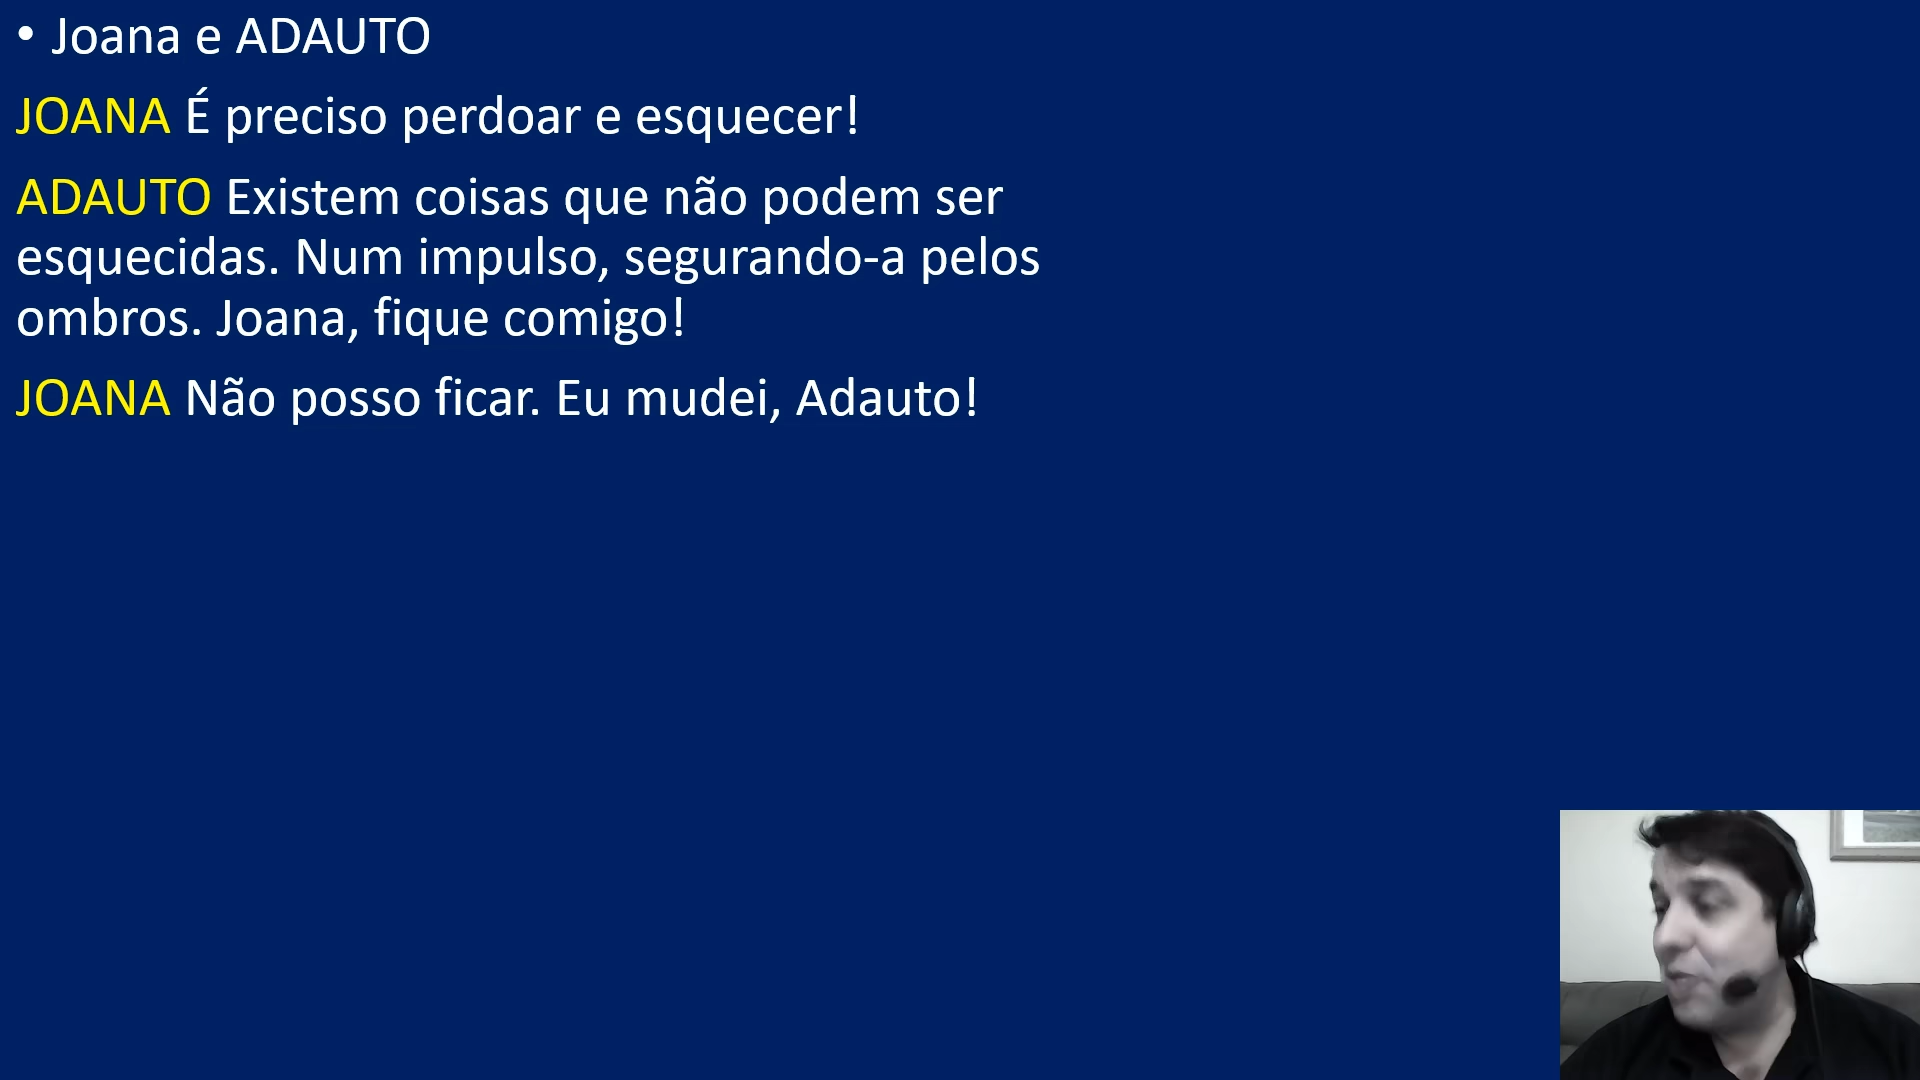 • Joana e ADAUTO
JOANA É preciso perdoar e esquecer!
ADAUTO Existem coisas que não podem ser
esquecidas. Num impulso, segurando-a pelos
ombros. Joana, fique comigo!
JOANA Não posso ficar. Eu mudei, Adauto!